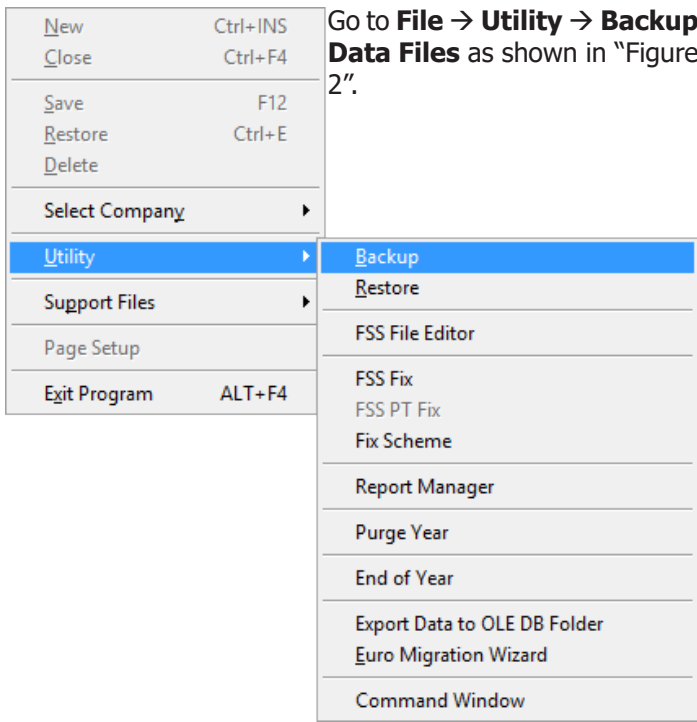 New Ctrl+INS
Close Ctrl+F4
Save F12
Restore Ctrl+E
Delete
Select Company
Utility
Support Files
Page Setup
Exit Program ALT+F4
Go to File → Utility → Backup
Data Files as shown in “Figure
2”.
Backup
Restore
FSS File Editor
FSS Fix
FSS PT Fix
Fix Scheme
Report Manager
Purge Year
End of Year
Export Data to OLE DB Folder
Euro Migration Wizard
Command Window